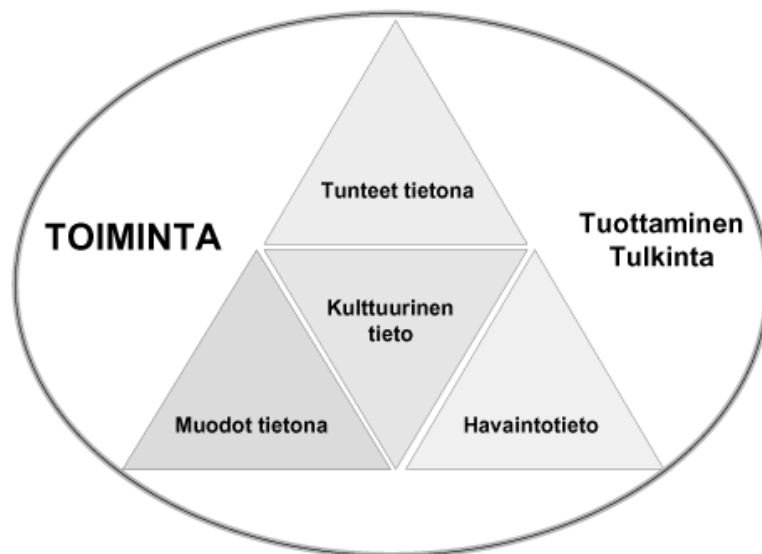 Tunteet tietona
TOIMINTA
Tuottaminen
Tulkinta
Kulttuurinen
tieto
Muodot tietona
Havaintotieto